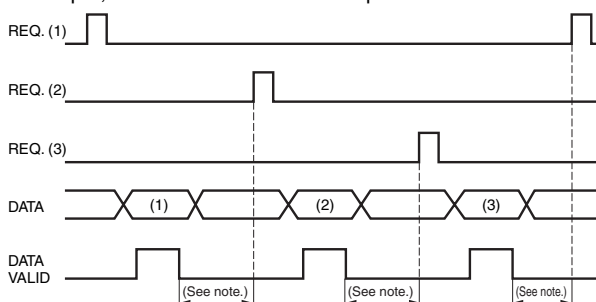 REQ. (1)
REQ. (2)
REQ. (3)
DATA (1) (2) (3)
DATA
VALID
(See note.) (See note.) (See note.)